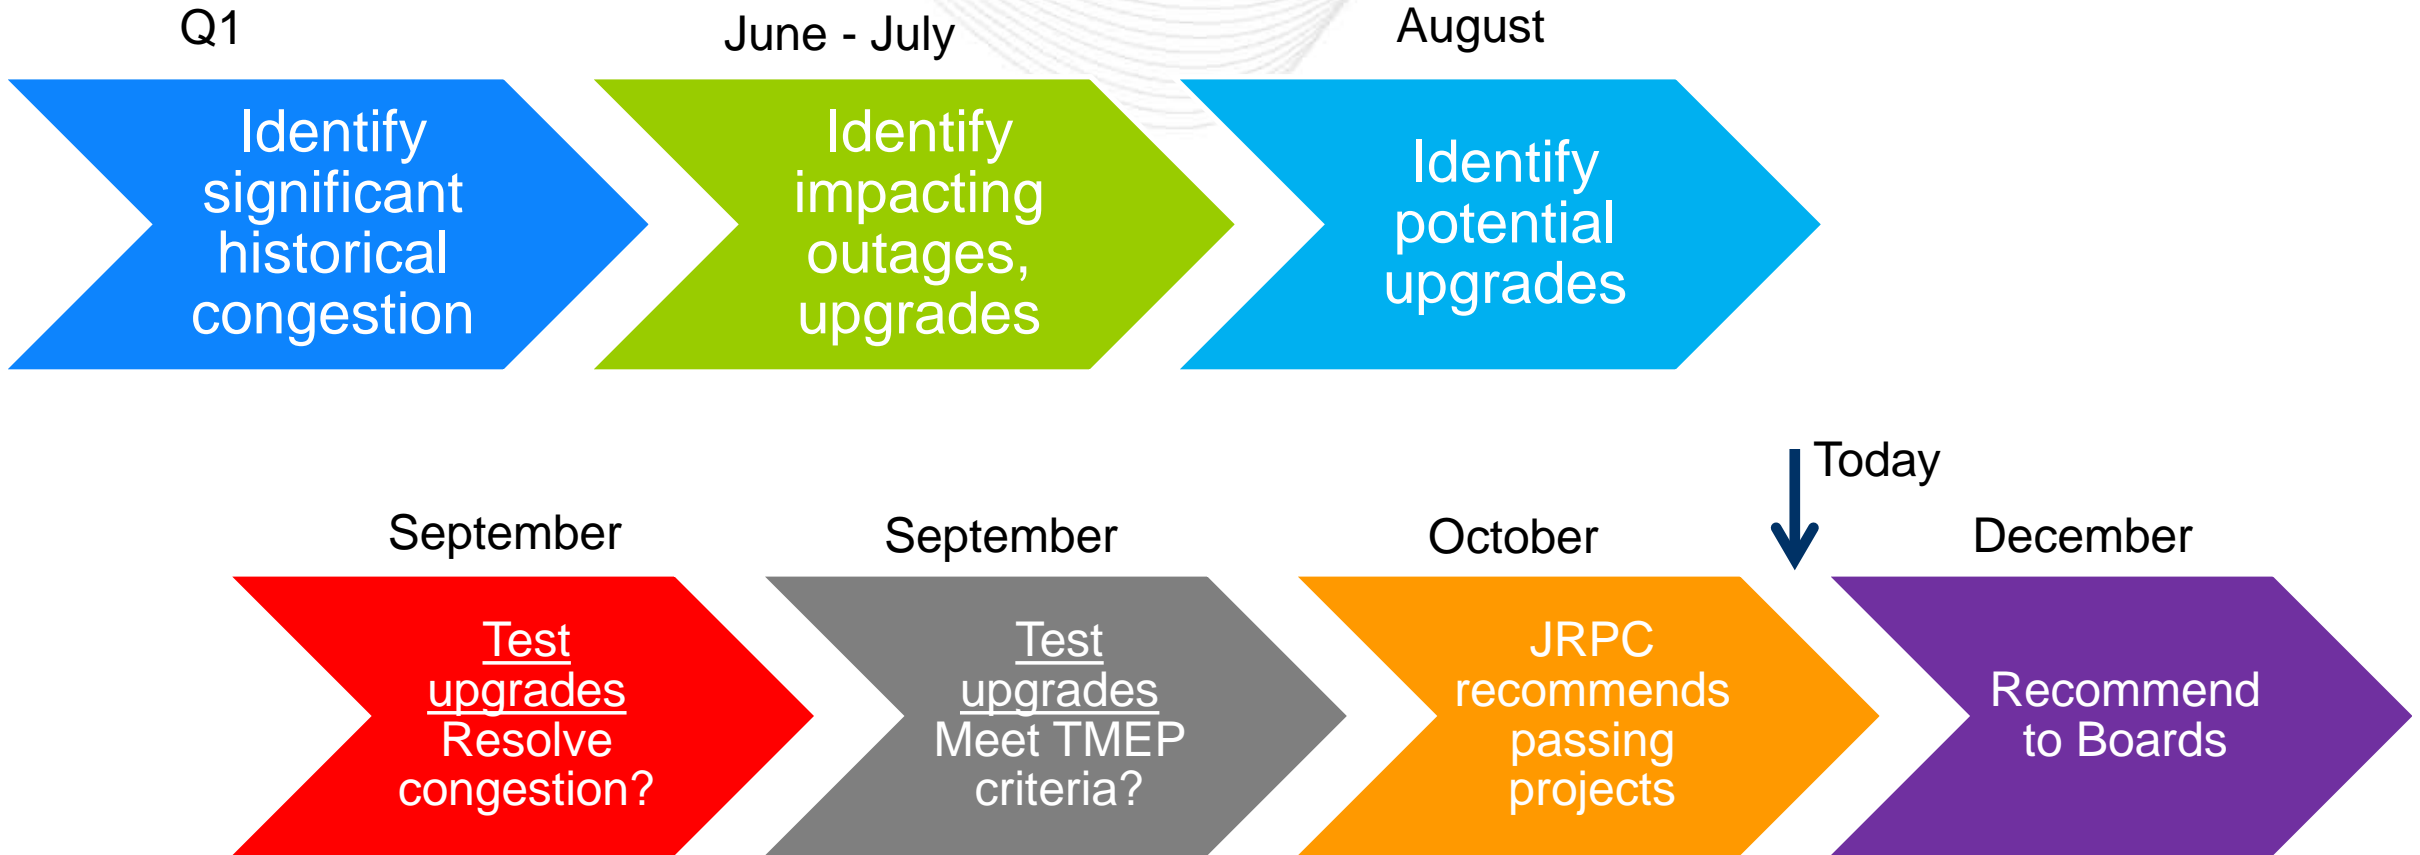 Q1
Identify
significant
historical
congestion
June - July
Identify
impacting
outages,
upgrades
August
Identify
potential
upgrades
September
Test
upgrades
Resolve
congestion?
September
Test
upgrades
Meet TMEP
criteria?
October
JRPC
recommends
passing
projects
Today
December
Recommend
to Boards